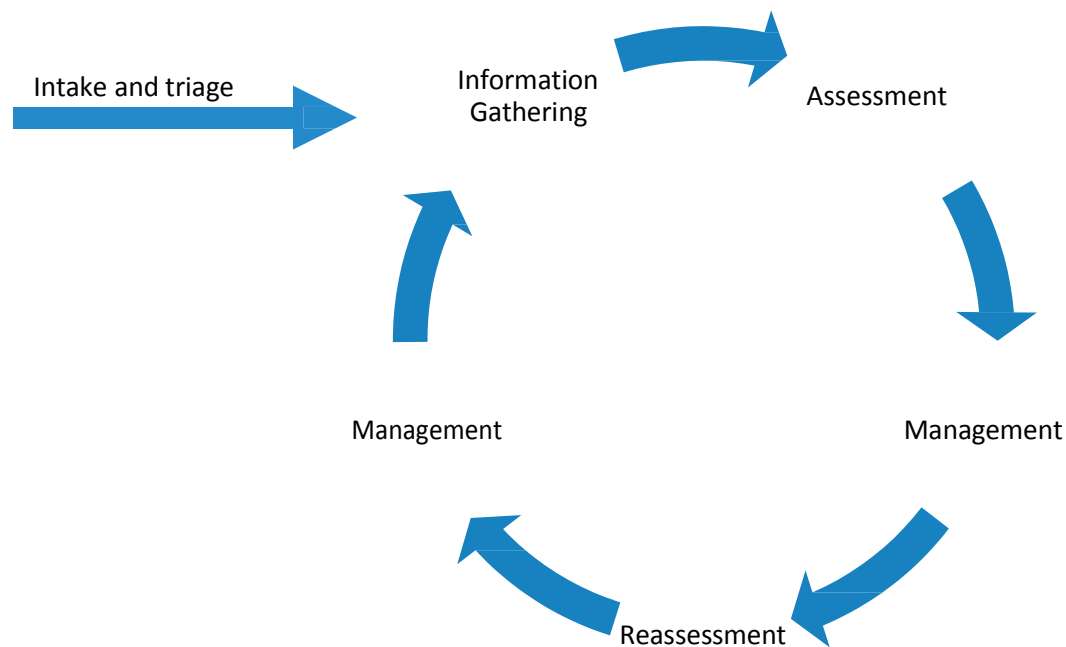 Intake and triage
Information
Gathering
Assessment
Management
Management
Reassessment